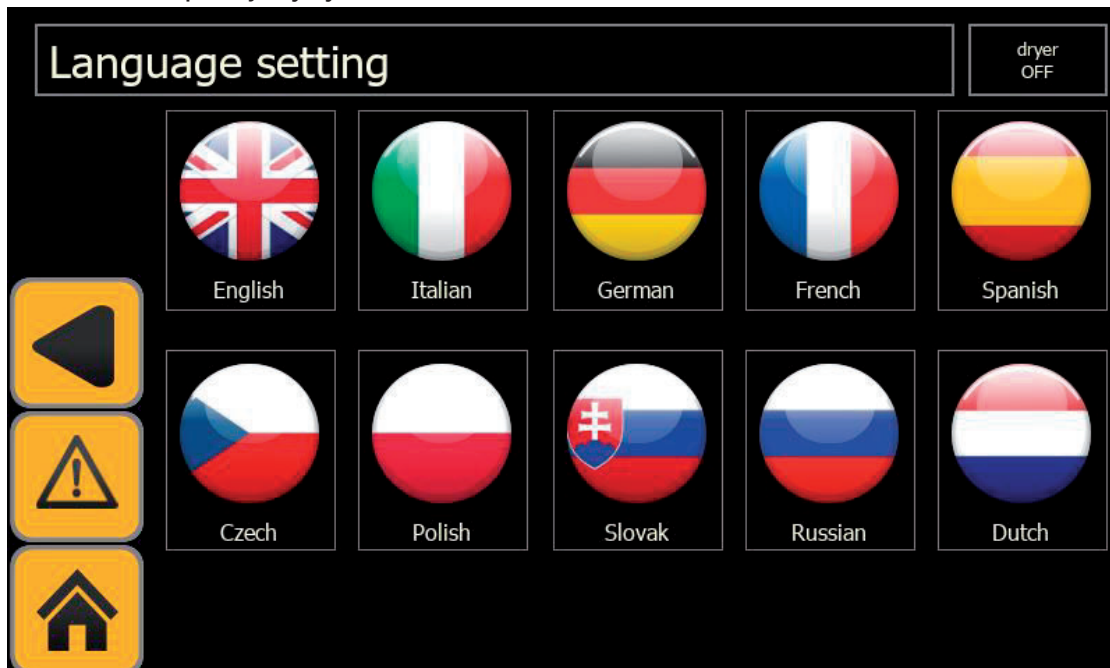 Language setting
dryer
OFF
English
Italian
German
French
Spanish
Czech
Polish
Slovak
Russian
Dutch